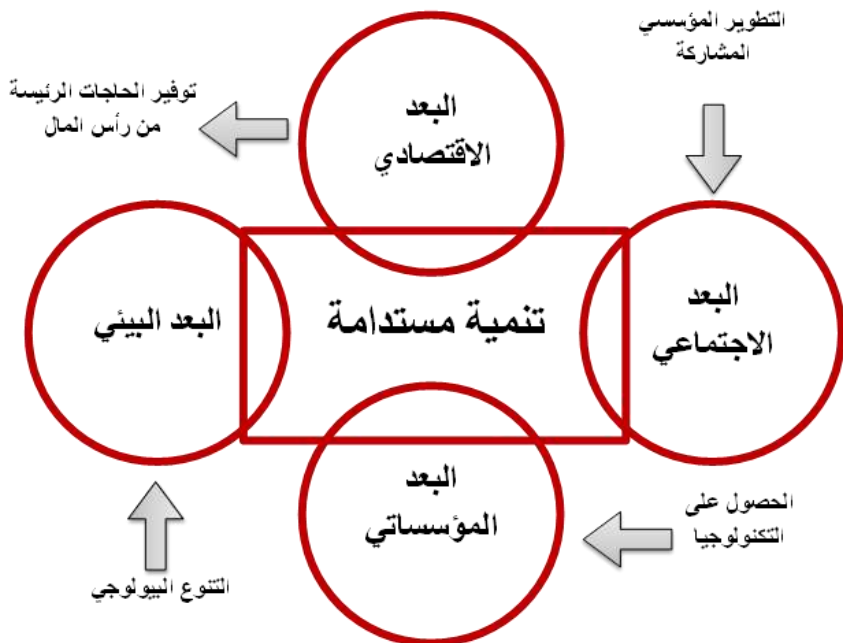 التطوير المؤسسي
المشاركة
توفير الحاجات الرئيسة
من رأس المال
البعد
الاقتصادي
البعد
الاجتماعي
تنمية مستدامة
البعد البيئي
البعد
المؤسساتي
الحصول على
التكنولوجيا
التنوع البيولوجي